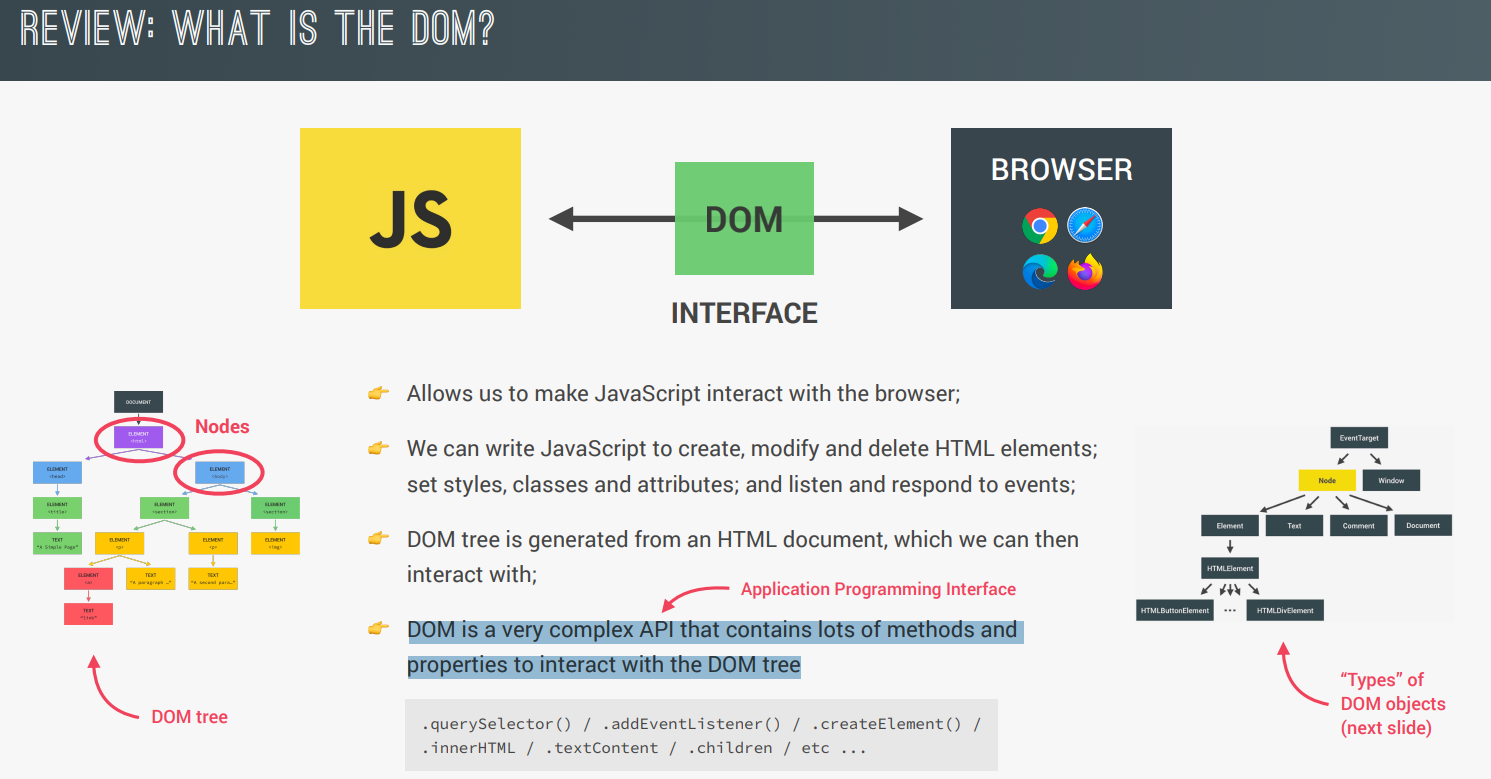 REVIEW: WHAT IS THE DOM?
JS
DOM
BROWSER
INTERFACE
DOCUMENT
ELEMENT
<html>
Nodes
ELEMENT
<head>
ELEMENT
<body>
ELEMENT
<title>
ELEMENT
<section>
ELEMENT
<section>
TEXT
"A Simple Page"
ELEMENT
<p>
ELEMENT
<p>
ELEMENT
<img>
ELEMENT
<a>
TEXT
"A paragraph …"
TEXT
"A second para…"
TEXT
"link"
DOM tree
👉 Allows us to make JavaScript interact with the browser;
👉 We can write JavaScript to create, modify and delete HTML elements;
set styles, classes and attributes; and listen and respond to events;
👉 DOM tree is generated from an HTML document, which we can then
interact with;
Application Programming Interface
👉 DOM is a very complex API that contains lots of methods and
properties to interact with the DOM tree
.querySelector() / .addEventListener() / .createElement() /
.innerHTML / .textContent / .children / etc ...
EventTarget
Node Window
Element Text Comment Document
HTMLElement
HTMLButtonElement ... HTMLDivElement
“Types” of
DOM objects
(next slide)